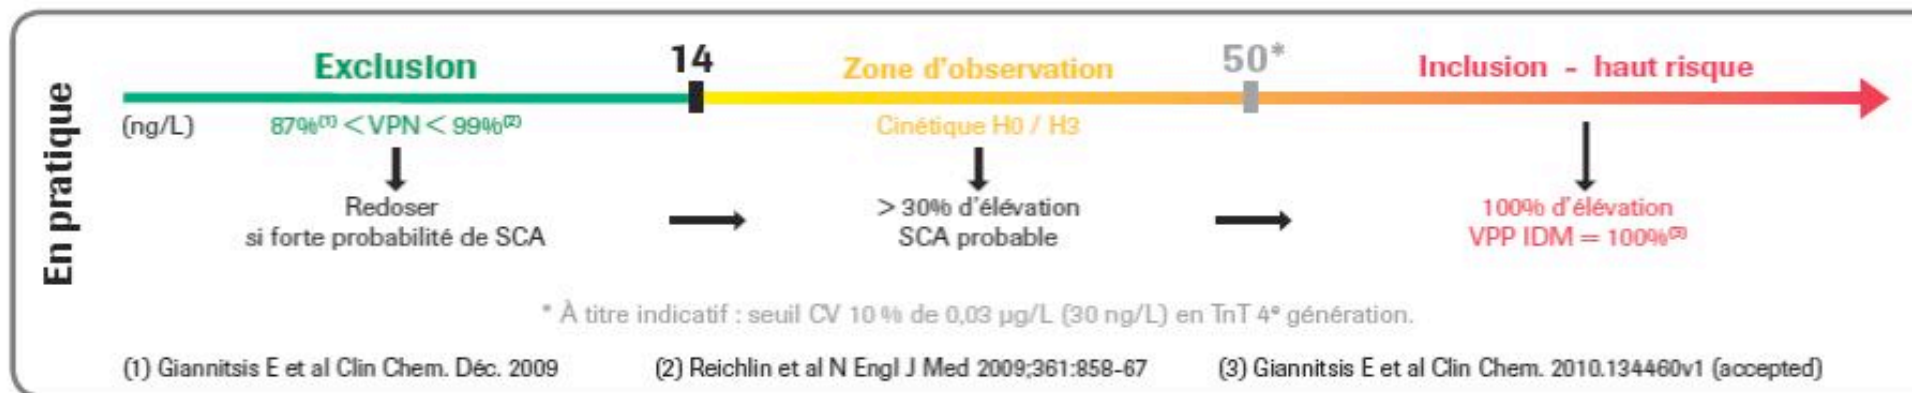 En pratique
Exclusion 14 Zone d'observation 50* Inclusion - haut risque
(ng/L) 87%(1) < VPN < 99%(2) Cinétique H0 / H3
Redoser
si forte probabilité de SCA
> 30% d'élévation
SCA probable
100% d'élévation
VPP IDM = 100%(3)
* À titre indicatif : seuil CV 10 % de 0,03 µg/L (30 ng/L) en TnT 4e génération.
(1) Giannitsis E et al Clin Chem. Déc. 2009 (2) Reichlin et al N Engl J Med 2009;361:858-67 (3) Giannitsis E et al Clin Chem. 2010.134460v1 (accepted)